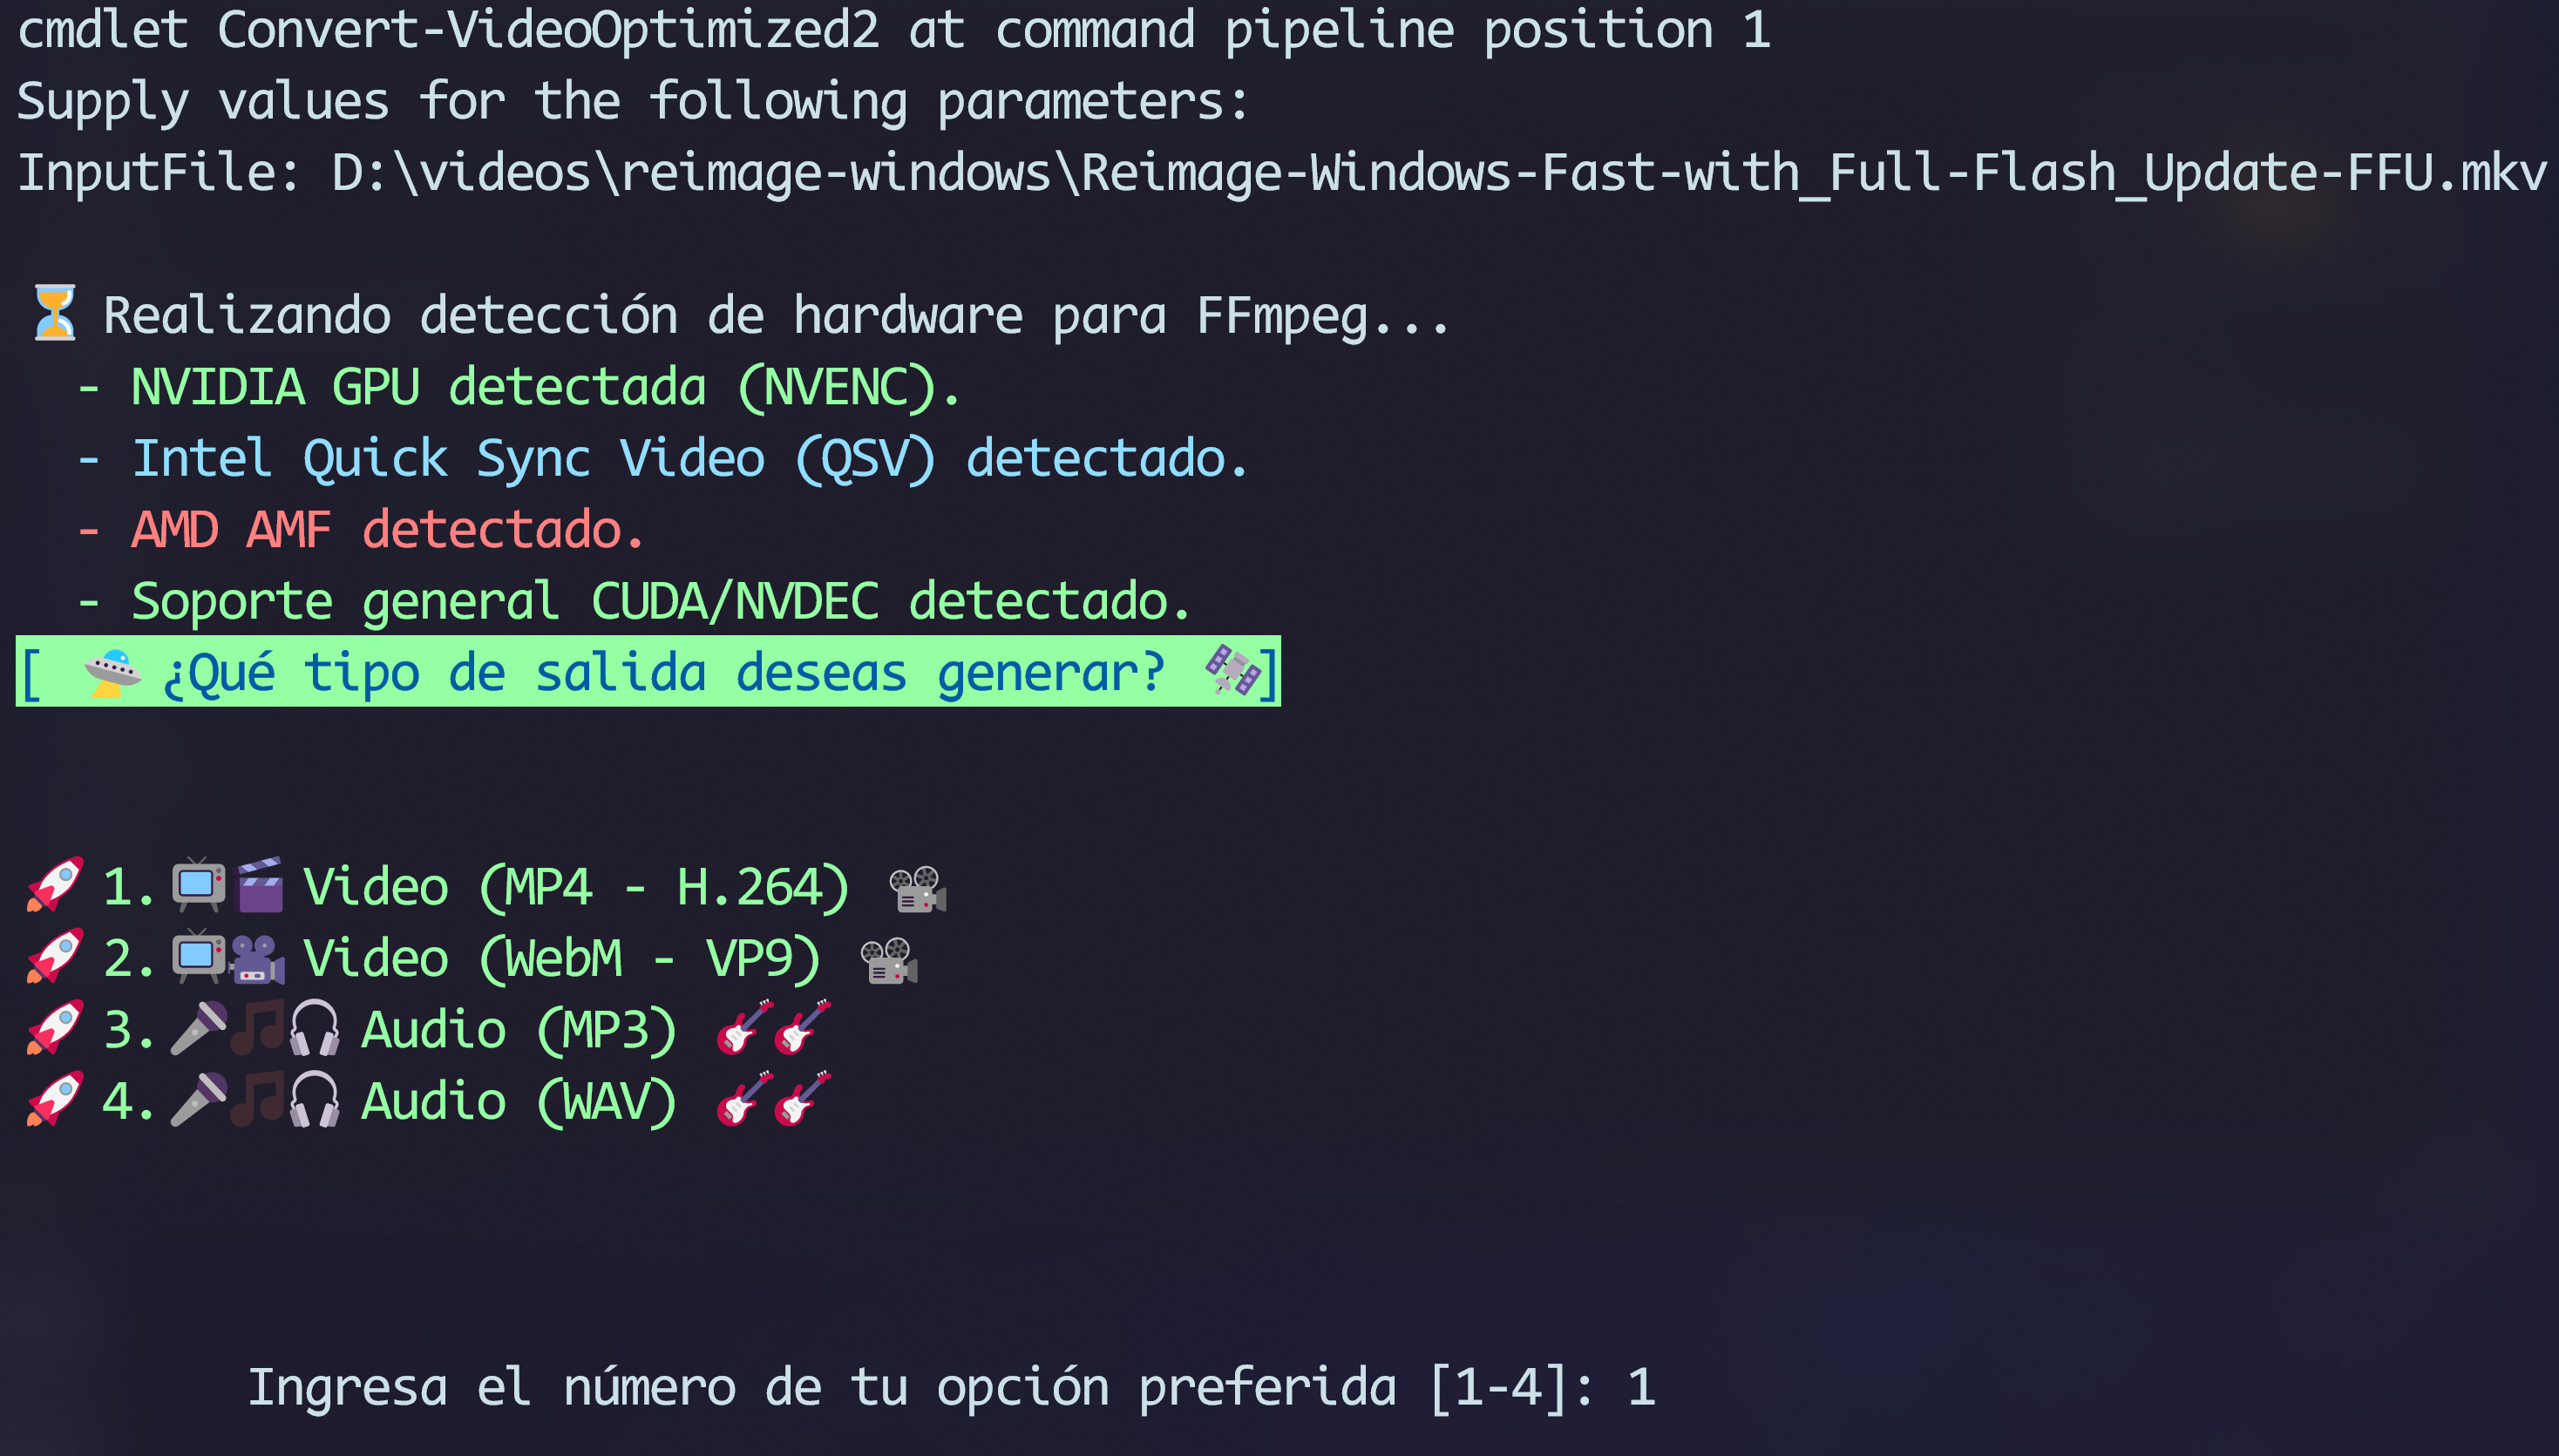 cmdlet Convert-VideoOptimized2 at command pipeline position 1
Supply values for the following parameters:
InputFile: D:\videos\reimage-windows\Reimage-Windows-Fast-with_Full-Flash_Update-FFU.mkv
⏳ Realizando detección de hardware para FFmpeg...
- NVIDIA GPU detectada (NVENC).
- Intel Quick Sync Video (QSV) detectado.
- AMD AMF detectado.
- Soporte general CUDA/NVDEC detectado.
[ 🛸 ¿Qué tipo de salida deseas generar? 🛰️]
🚀 1. 📺🎬 Video (MP4 - H.264) 📽️
🚀 2. 📺🎥 Video (WebM - VP9) 📽️
🚀 3. 🎤🎵🎧 Audio (MP3) 🎸🎸
🚀 4. 🎤🎵🎧 Audio (WAV) 🎸🎸
Ingresa el número de tu opción preferida [1-4]: 1